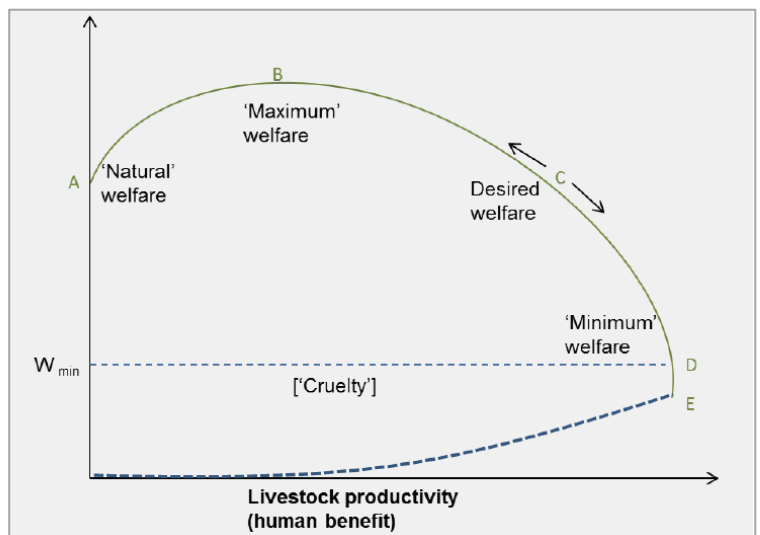 B
'Maximum'
welfare
A
'Natural'
welfare
C
Desired
welfare
'Minimum'
welfare
W min
D
['Cruelty']
E
Livestock productivity
(human benefit)